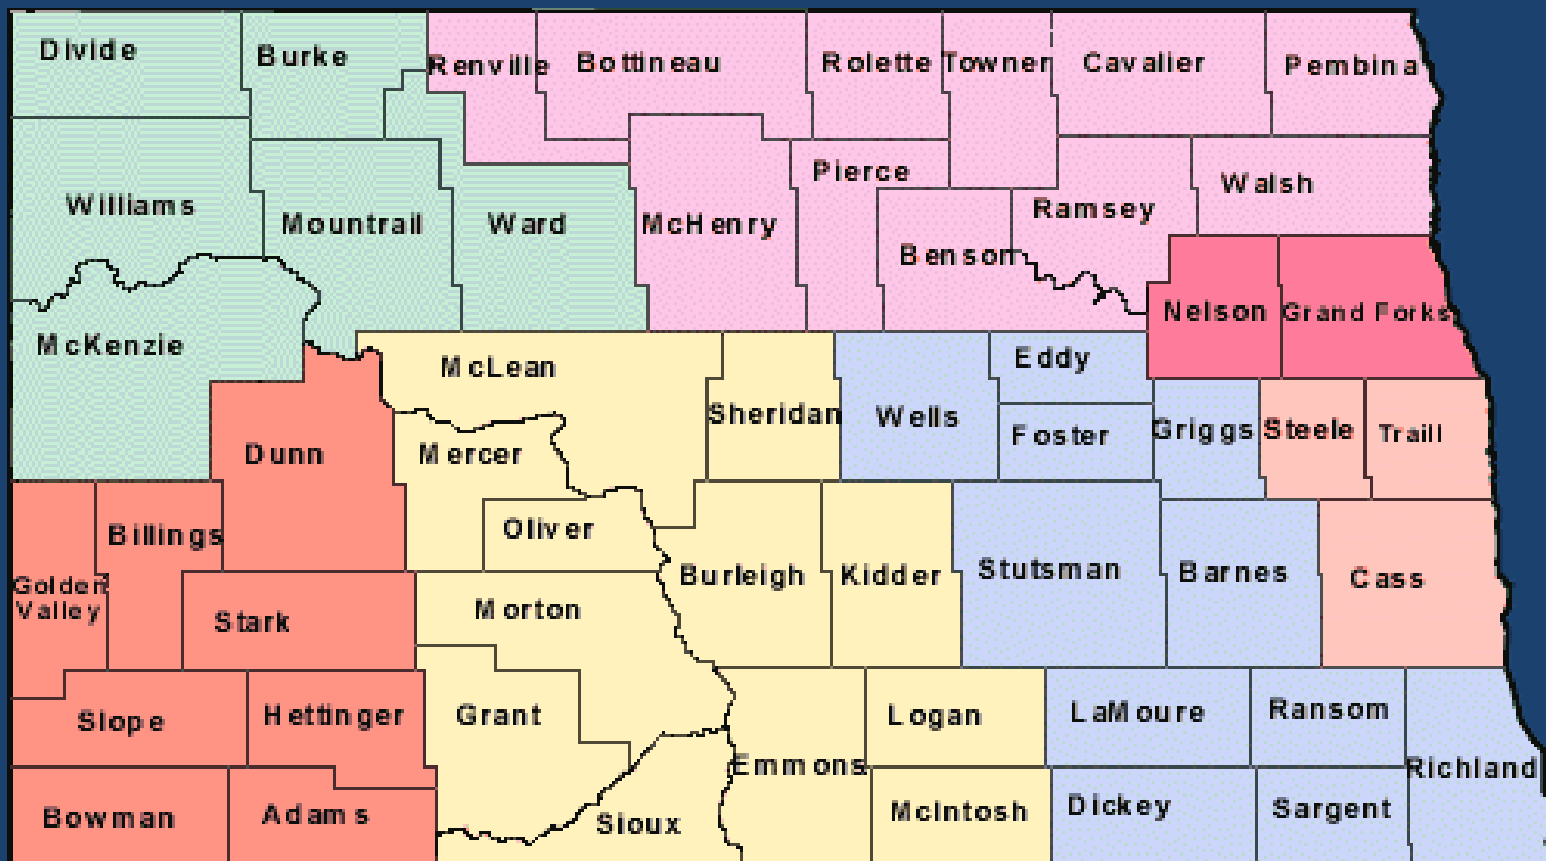 Divide
Burke
Renville
Bottineau
Rolette
Towner
Cavalier
Pembina
Williams
Mountrail
Ward
McHenry
Pierce
Benson
Ramsey
Walsh
McKenzie
Nelson
Grand Forks
McLean
Sheridan
Wells
Eddy
Foster
Griggs
Steele
Traill
Dunn
Mercer
Oliver
Billings
Golden
Valley
Stark
Burleigh
Kidder
Stutsman
Barnes
Cass
Morton
Slope
Hettinger
Grant
Logan
LaMoure
Ransom
Richland
Emmons
Bowman
Adams
Sioux
McIntosh
Dickey
Sargent